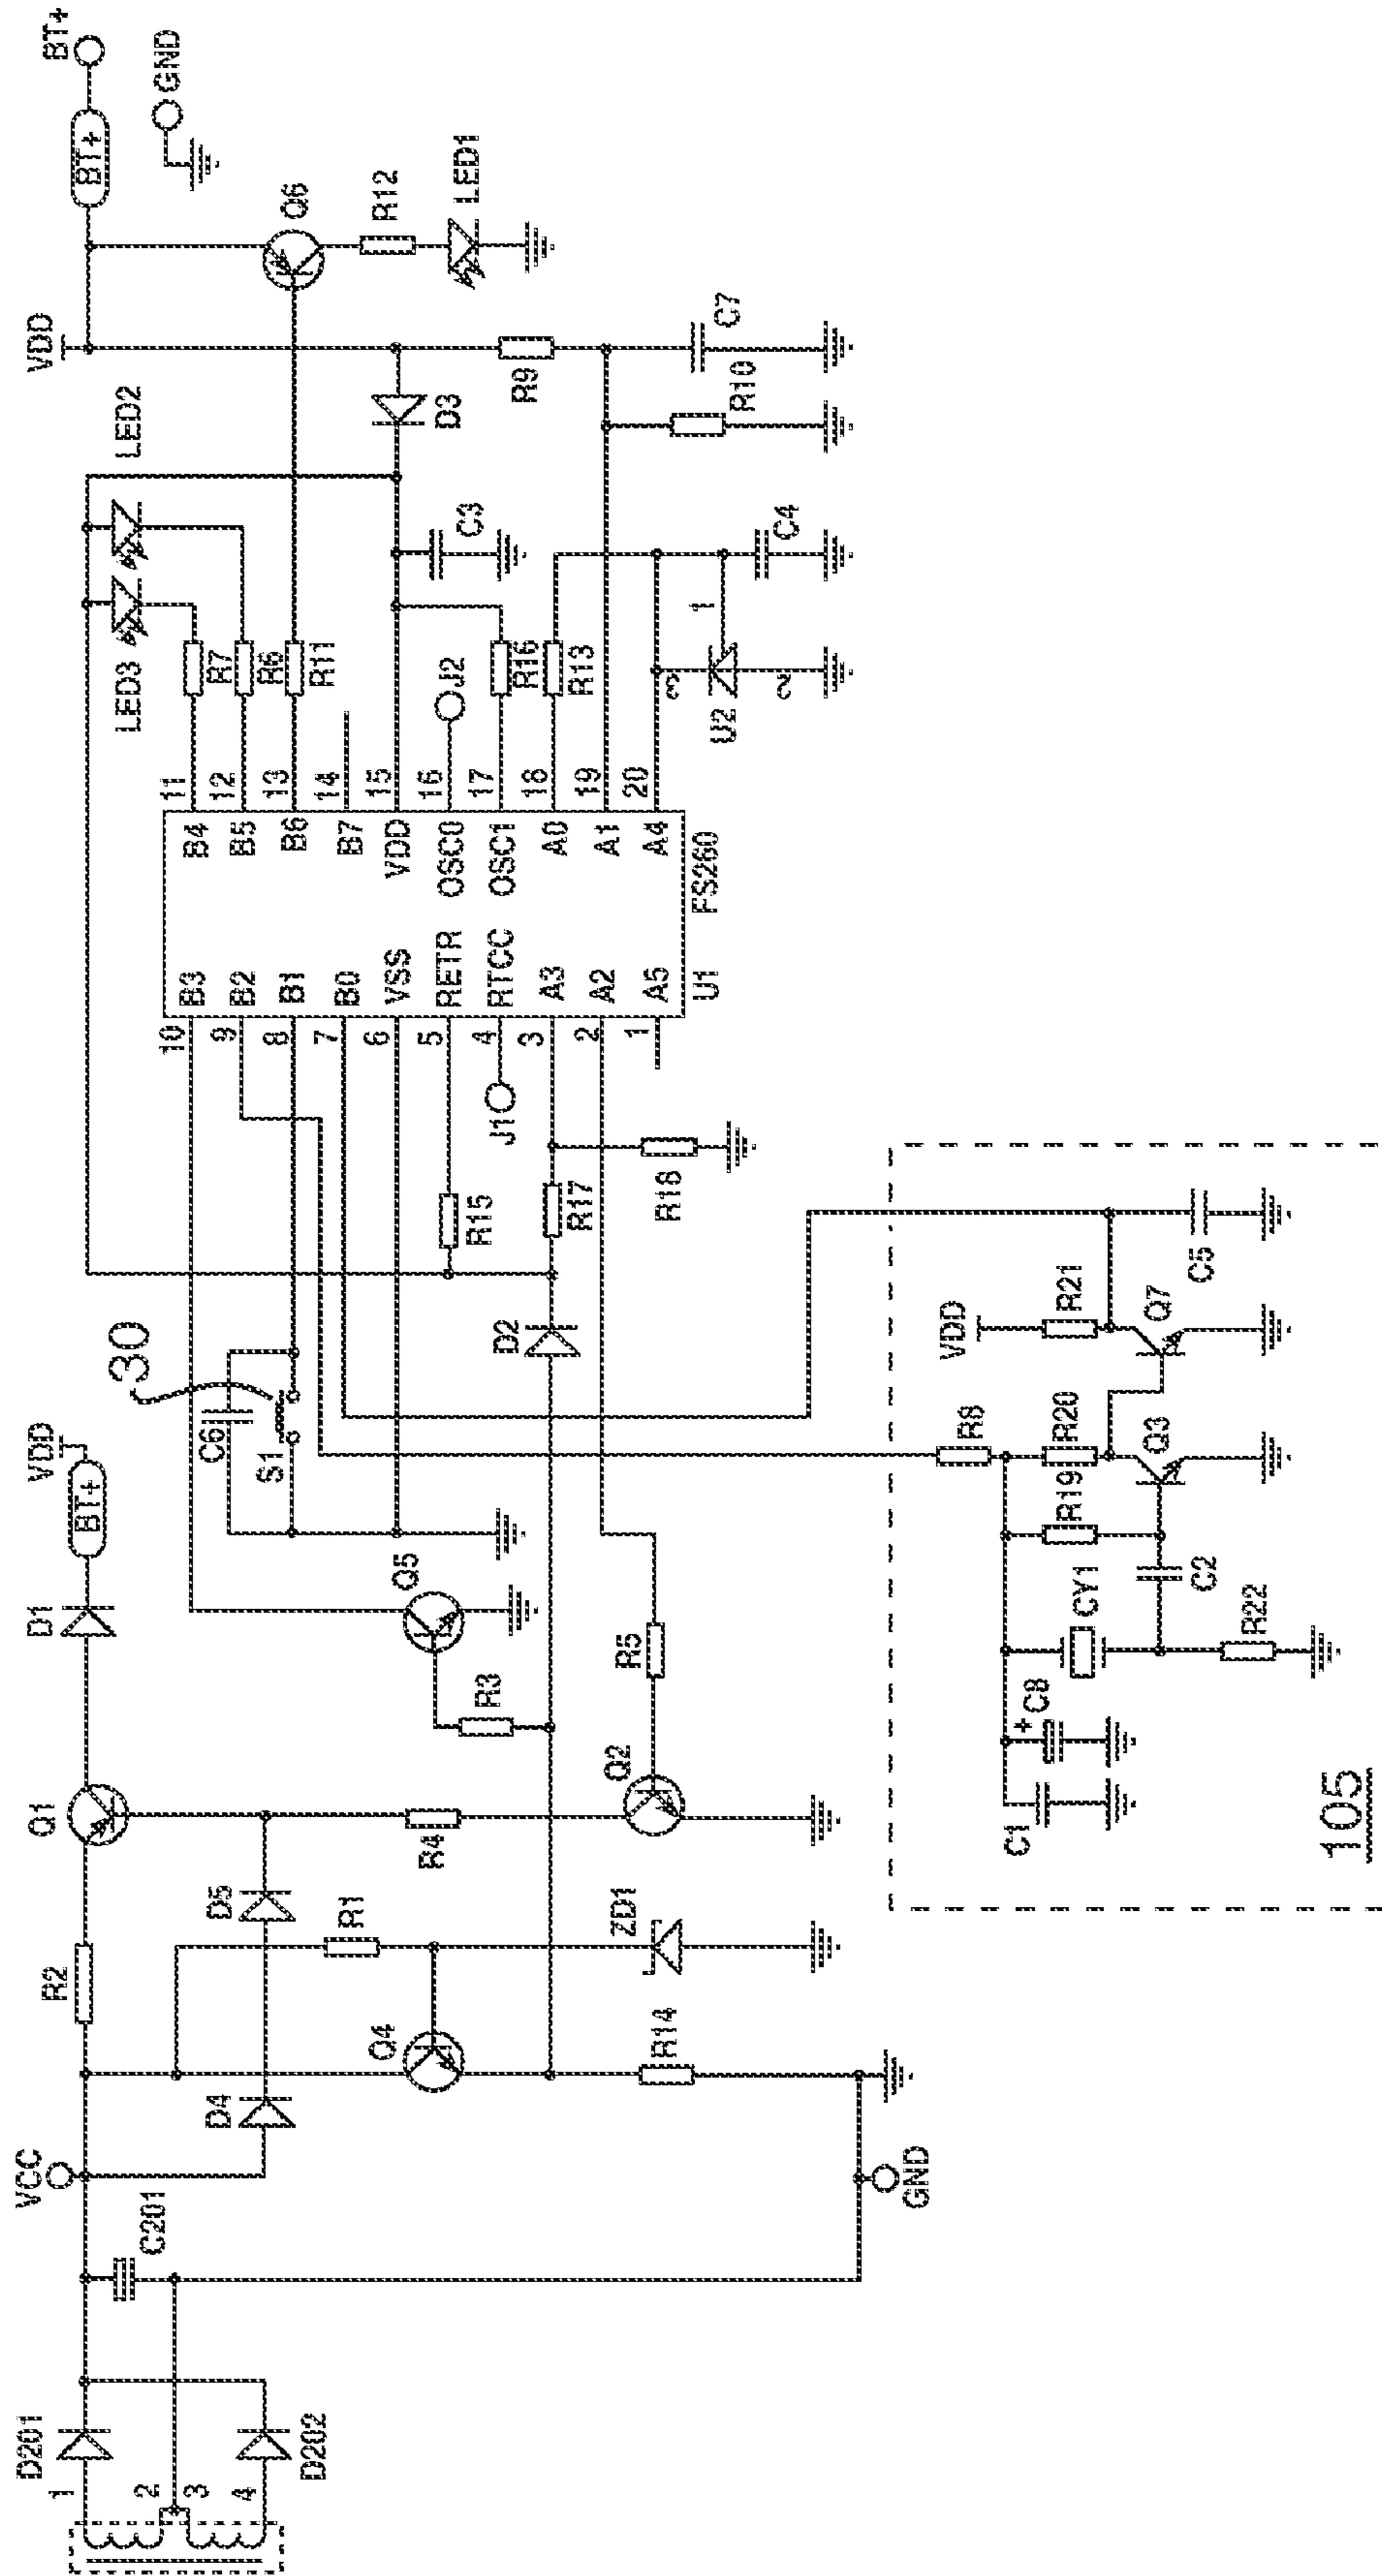 D201
1
2
3
4
D202
C201
VCC
GND
D4
D5
R2
Q1
D1
BT+
VDD
R1
Q4
R14
ZD1
R4
Q2
R5
R3
Q5
C6
S1
30
D2
R15
R17
R18
J1
10
9
8
7
6
5
4
3
2
1
B3
B2
B1
B0
VSS
RETR
RTCC
A3
A2
A5
U1
B4
B5
B6
B7
VDD
OSC0
OSC1
A0
A1
A4
FS260
11
12
13
14
15
16
17
18
19
20
R7
R6
R11
J2
R16
R13
LED3
LED2
U2
3
1
2
C3
C4
D3
R9
R10
C7
VDD
Q6
R12
LED1
BT+
BT+
GND
105
C1
+
C8
CY1
C2
R22
R19
R20
Q3
R8
VDD
R21
Q7
C5